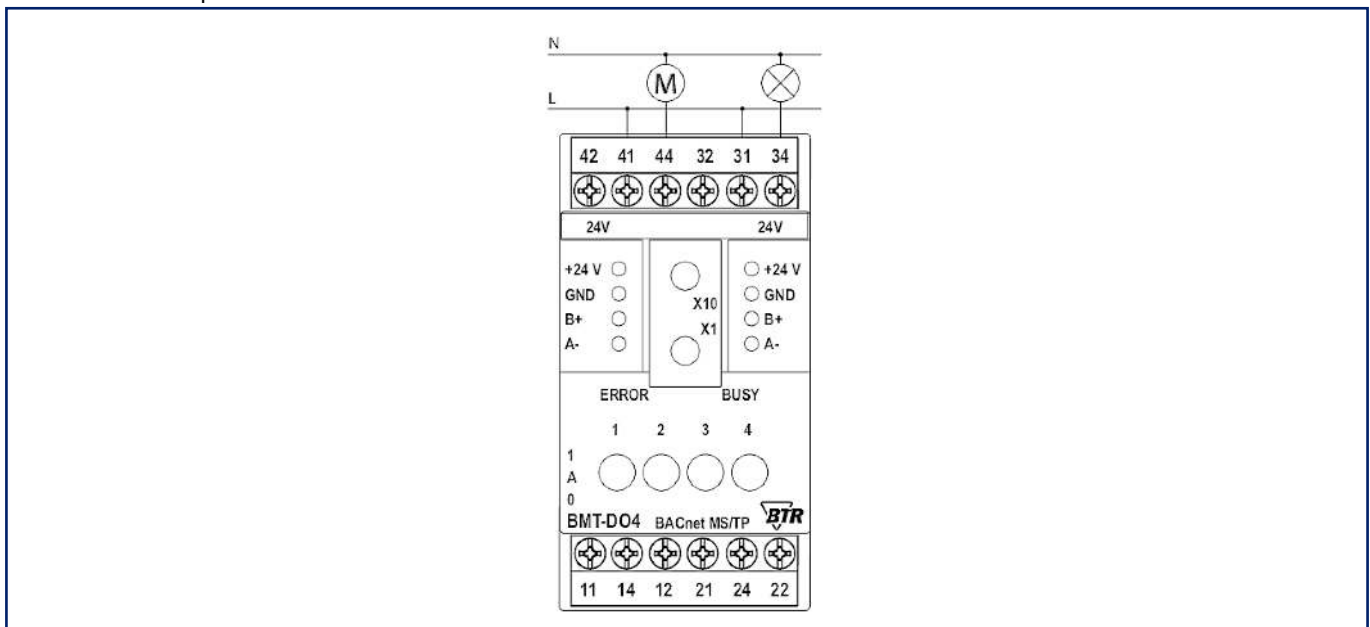 N
M
L
42 41 44 32 31 34
24V 24V
+24 V +24 V
GND GND
X10
B+ B+
X1
A- A-
ERROR BUSY
1 2 3 4
1
A
0
BMT-DO4 BACnet MS/TP BTR
11 14 12 21 24 22